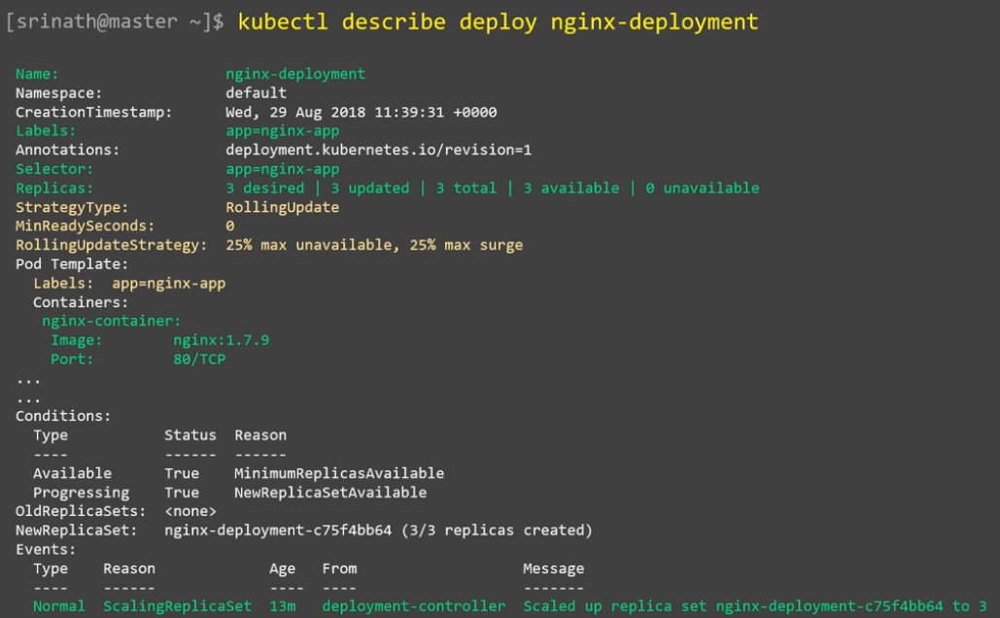 [srinath@master ~]$ kubectl describe deploy nginx-deployment
Name: nginx-deployment
Namespace: default
CreationTimestamp: Wed, 29 Aug 2018 11:39:31 +0000
Labels: app=nginx-app
Annotations: deployment.kubernetes.io/revision=1
Selector: app=nginx-app
Replicas: 3 desired | 3 updated | 3 total | 3 available | 0 unavailable
StrategyType: RollingUpdate
MinReadySeconds: 0
RollingUpdateStrategy: 25% max unavailable, 25% max surge
Pod Template:
Labels: app=nginx-app
Containers:
nginx-container:
Image: nginx:1.7.9
Port: 80/TCP
...
...
Conditions:
Type Status Reason
---- ------ ------
Available True MinimumReplicasAvailable
Progressing True NewReplicaSetAvailable
OldReplicaSets: <none>
NewReplicaSet: nginx-deployment-c75f4bb64 (3/3 replicas created)
Events:
Type Reason Age From Message
---- ------ ---- ---- -------
Normal ScalingReplicaSet 13m deployment-controller Scaled up replica set nginx-deployment-c75f4bb64 to 3